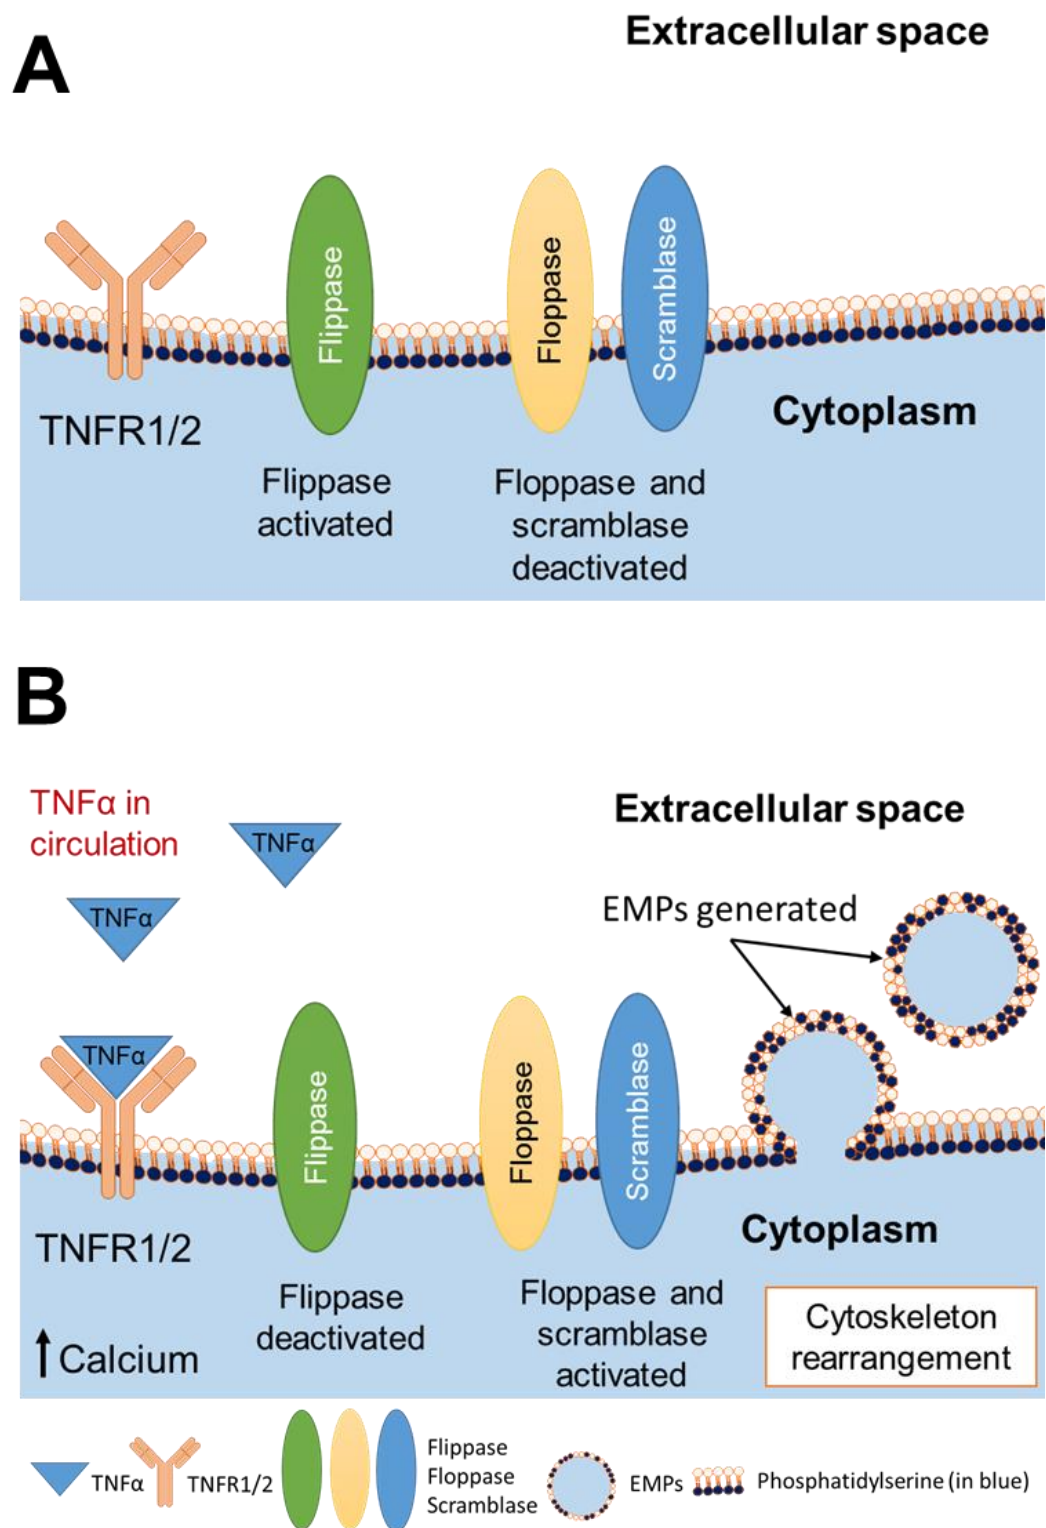 A
Extracellular space
Flippase
Floppase
Scramblase
TNFR1/2
Cytoplasm
Flippase
activated
Floppase and
scramblase
deactivated
B
TNFα in
circulation
TNFα
Extracellular space
TNFα
EMPs generated
TNFα
Flippase
Floppase
Scramblase
TNFR1/2
Cytoplasm
Flippase
deactivated
Floppase and
scramblase
activated
Cytoskeleton
rearrangement
↑ Calcium
TNFα
TNFR1/2
Flippase
Floppase
Scramblase
EMPs
Phosphatidylserine (in blue)